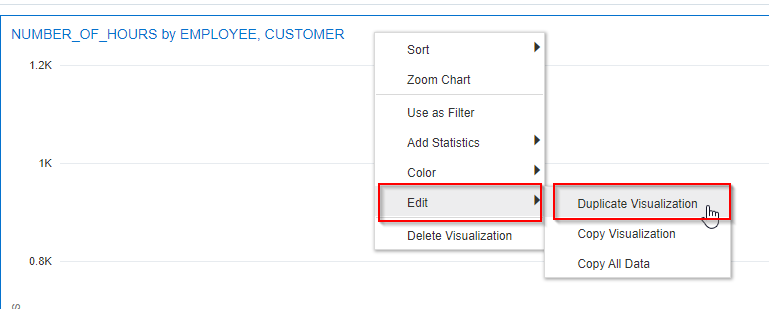 NUMBER_OF_HOURS by EMPLOYEE, CUSTOMER
1.2K
1K
0.8K
Sort
Zoom Chart
Use as Filter
Add Statistics
Color
Edit
Delete Visualization
Duplicate Visualization
Copy Visualization
Copy All Data
S